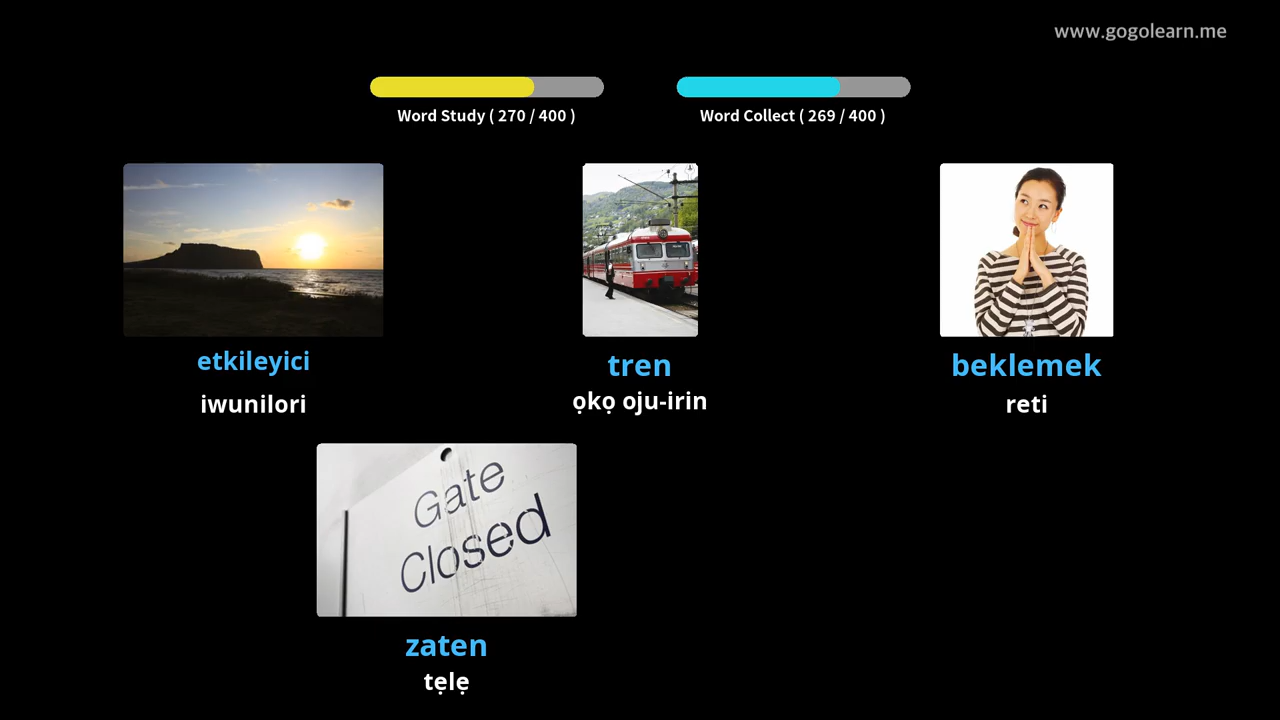 www.gogolearn.me
Word Study ( 270 / 400 )
Word Collect ( 269 / 400 )
etkileyici
iwunilori
tren
ọkọ oju-irin
beklemek
reti
Gate
Closed
zaten
tẹlẹ